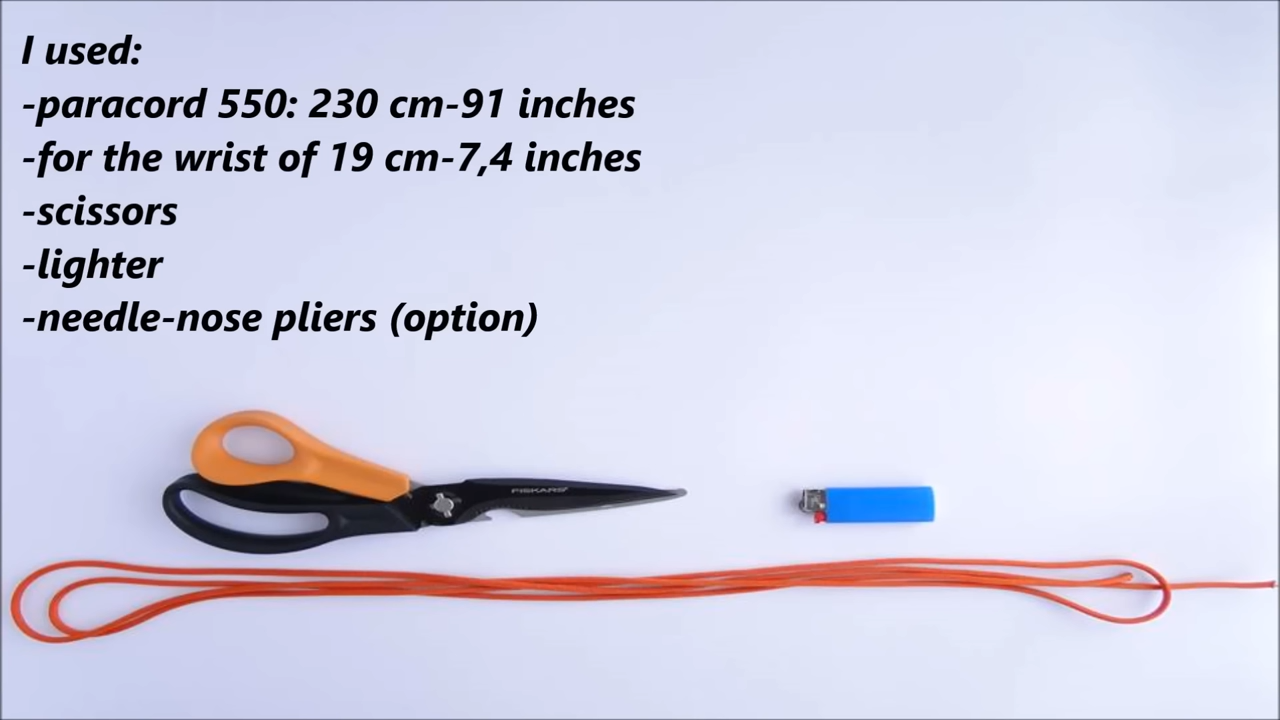 I used:
-paracord 550: 230 cm-91 inches
-for the wrist of 19 cm-7,4 inches
-scissors
-lighter
-needle-nose pliers (option)
FISKARS